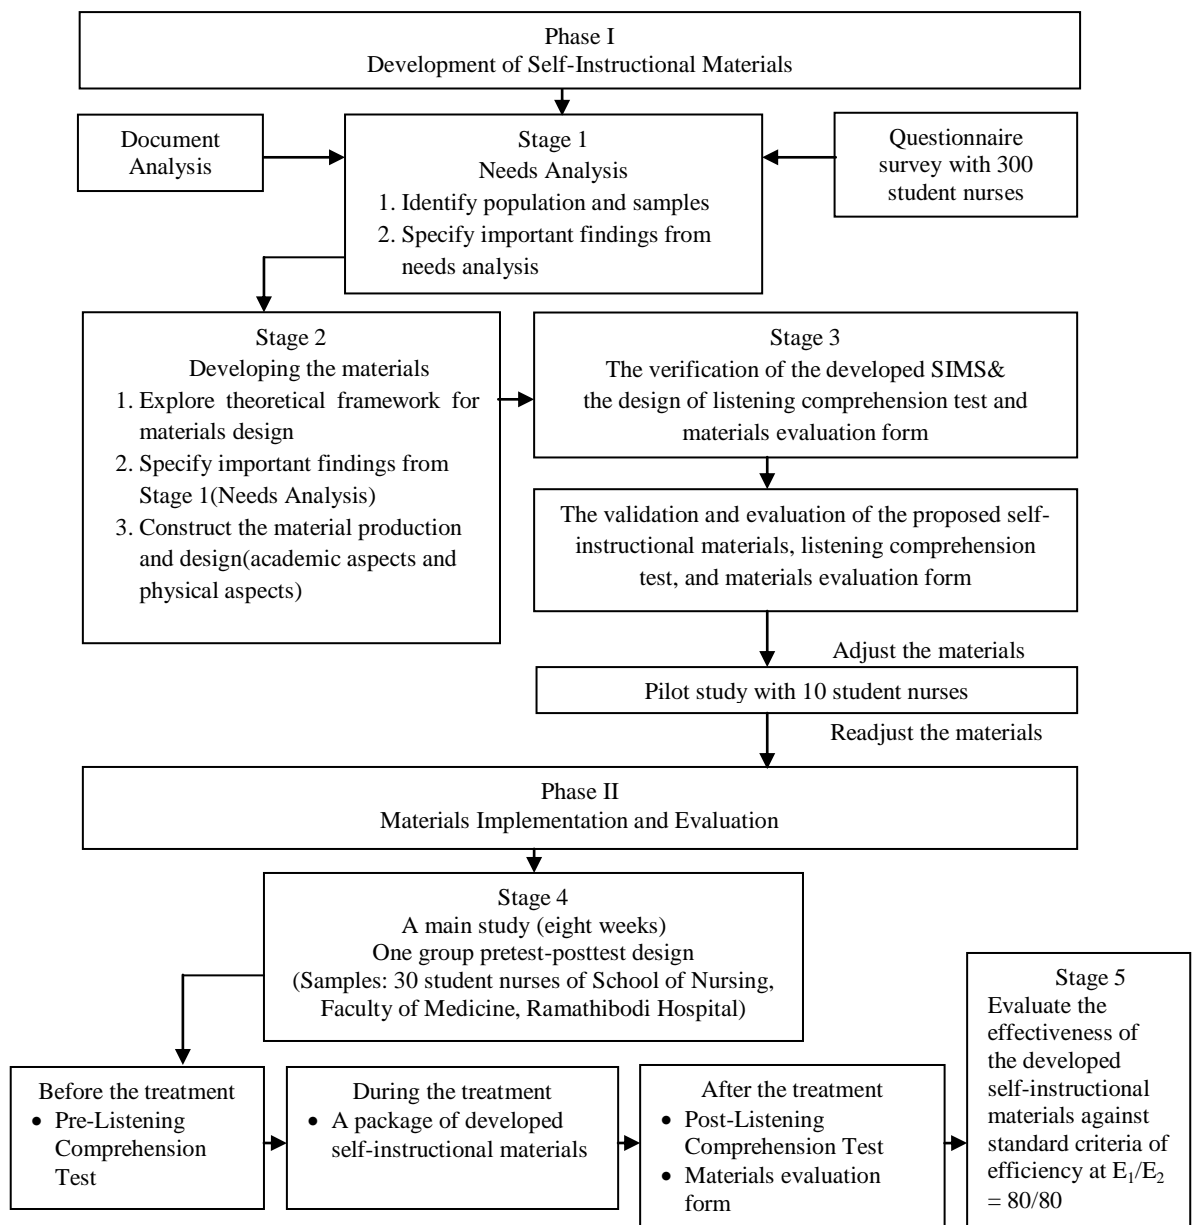 Phase I
Development of Self-Instructional Materials
Document
Analysis
Stage 1
Needs Analysis
1. Identify population and samples
2. Specify important findings from
needs analysis
Questionnaire
survey with 300
student nurses
Stage 2
Developing the materials
1. Explore theoretical framework for
materials design
2. Specify important findings from
Stage 1(Needs Analysis)
3. Construct the material production
and design(academic aspects and
physical aspects)
Stage 3
The verification of the developed SIMS&
the design of listening comprehension test and
materials evaluation form
The validation and evaluation of the proposed self-
instructional materials, listening comprehension
test, and materials evaluation form
Adjust the materials
Pilot study with 10 student nurses
Readjust the materials
Phase II
Materials Implementation and Evaluation
Stage 4
A main study (eight weeks)
One group pretest-posttest design
(Samples: 30 student nurses of School of Nursing,
Faculty of Medicine, Ramathibodi Hospital)
Before the treatment
• Pre-Listening
Comprehension
Test
During the treatment
• A package of developed
self-instructional materials
After the treatment
• Post-Listening
Comprehension Test
• Materials evaluation
form
Stage 5
Evaluate the
effectiveness of
the developed
self-instructional
materials against
standard criteria of
efficiency at E₁/E₂
= 80/80